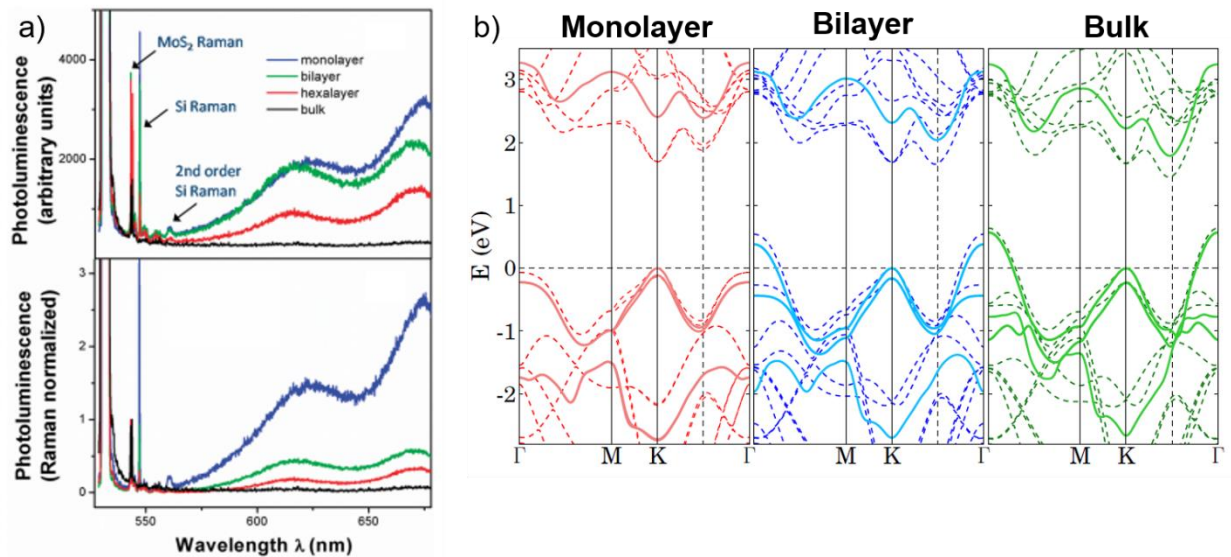 a)
MoS₂ Raman
Si Raman
2nd order
Si Raman
monolayer
bilayer
hexalayer
bulk
Photoluminescence
(arbitrary units)
4000
2000
Photoluminescence
(Raman normalized)
3
2
1
0
550
600
650
Wavelength λ (nm)
b)
Monolayer
Bilayer
Bulk
E (eV)
3
2
1
0
-1
-2
Γ
M
K
Γ
M
K
Γ
M
K
Γ